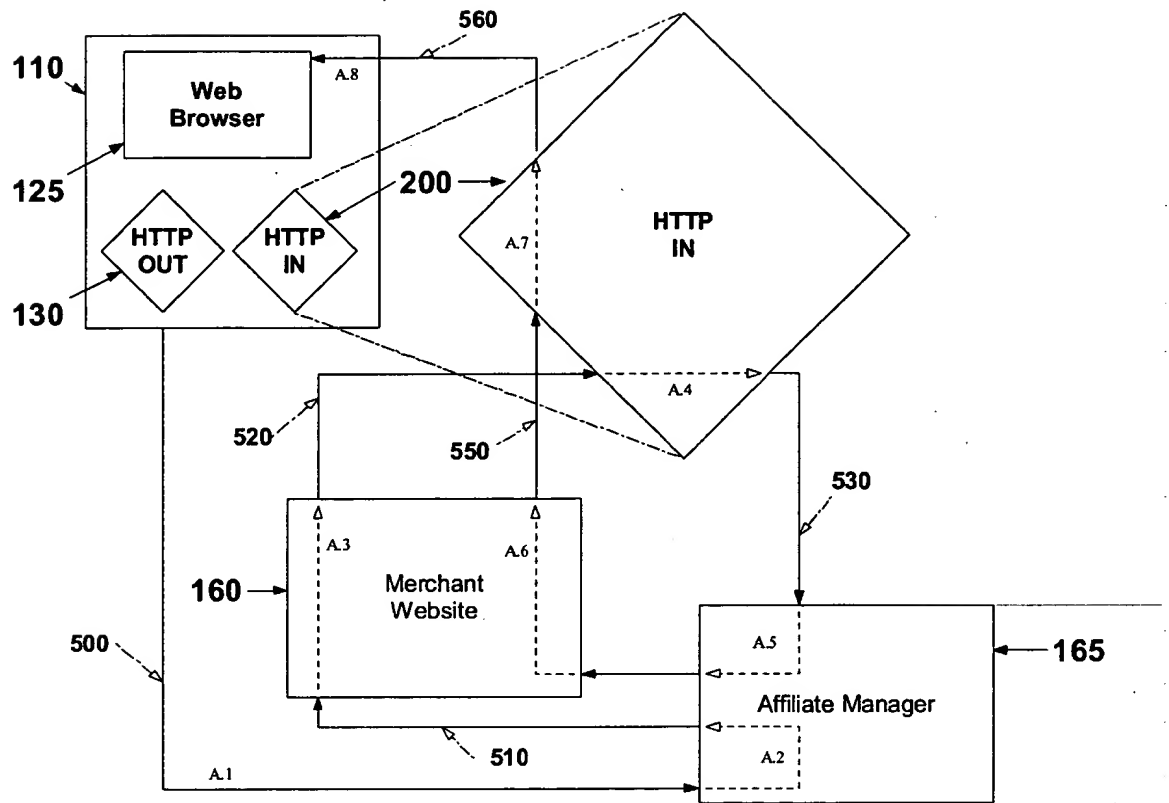 560
110
A.8
Web
Browser
125
200
HTTP
OUT
HTTP
IN
A.7
HTTP
IN
130
A.4
520
550
530
A.3
A.6
160
Merchant
Website
500
A.5
165
Affiliate Manager
510
A.2
A.1